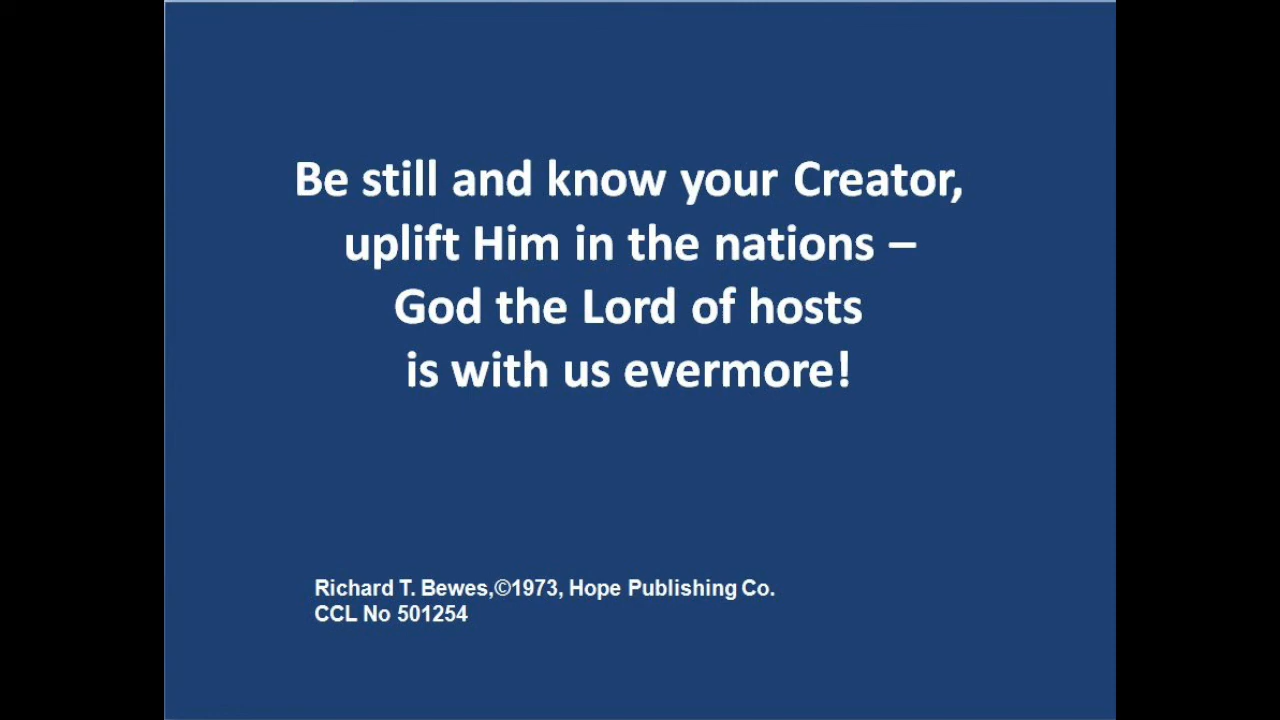 Be still and know your Creator,
uplift Him in the nations –
God the Lord of hosts
is with us evermore!
Richard T. Bewes,©1973, Hope Publishing Co.
CCL No 501254